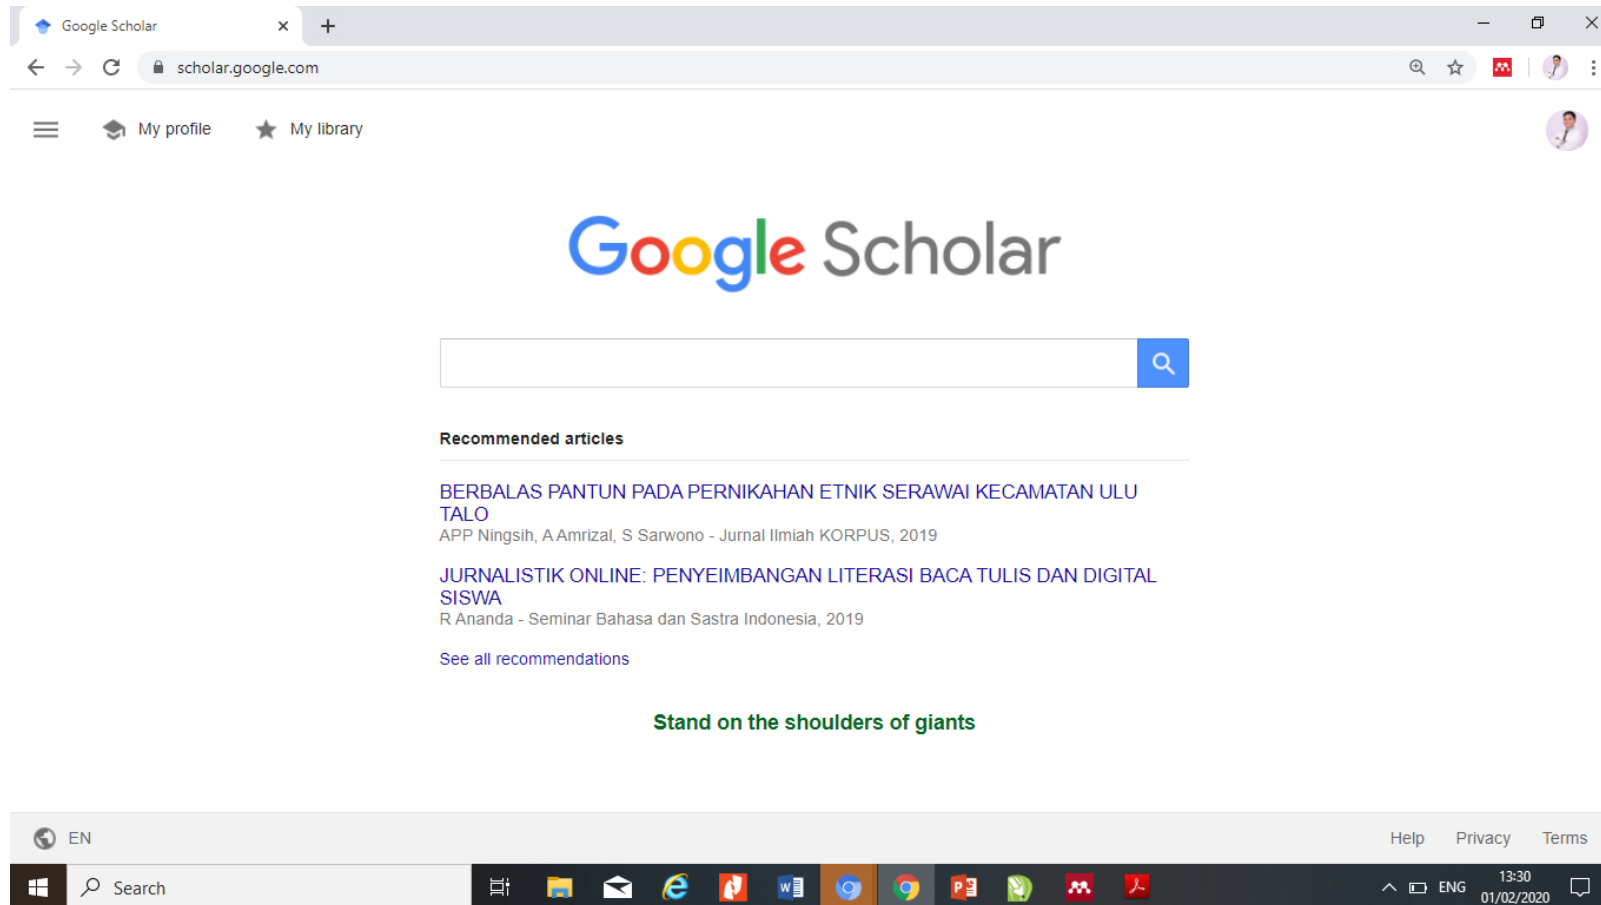 Google Scholar
scholar.google.com
My profile My library
Google Scholar
Recommended articles
BERBALAS PANTUN PADA PERNIKAHAN ETNIK SERAWAI KECAMATAN ULU
TALO
APP Ningsih, A Amrizal, S Sarwono - Jurnal Ilmiah KORPUS, 2019
JURNALISTIK ONLINE: PENYEIMBANGAN LITERASI BACA TULIS DAN DIGITAL
SISWA
R Ananda - Seminar Bahasa dan Sastra Indonesia, 2019
See all recommendations
Stand on the shoulders of giants
EN Help Privacy Terms
Search ENG 13:30
01/02/2020